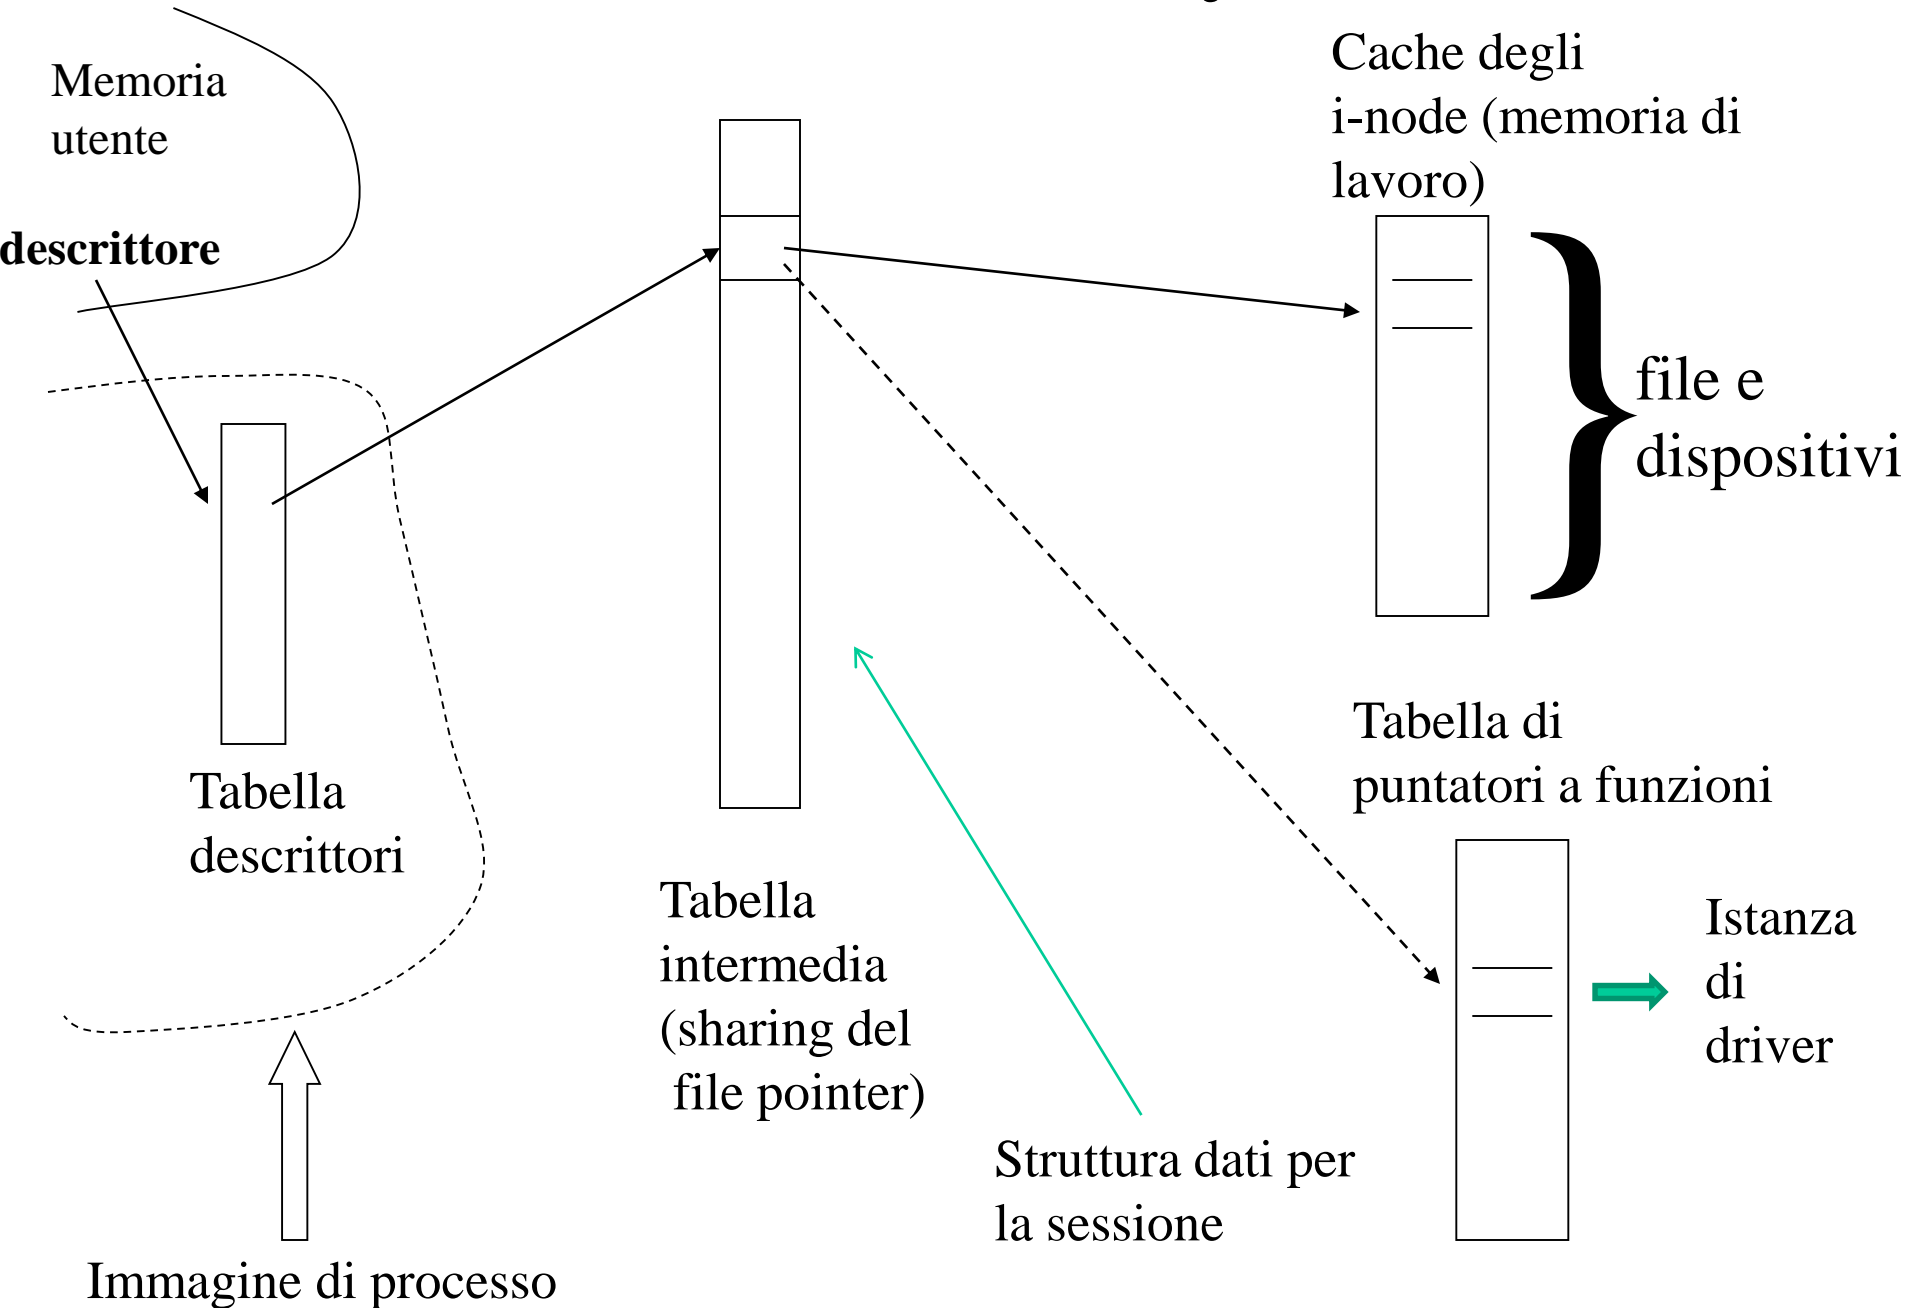 Memoria
utente
descrittore
Tabella
descrittori
Immagine di processo
Tabella
intermedia
(sharing del
file pointer)
Struttura dati per
la sessione
Cache degli
i-node (memoria di
lavoro)
file e
dispositivi
Tabella di
puntatori a funzioni
Istanza
di
driver